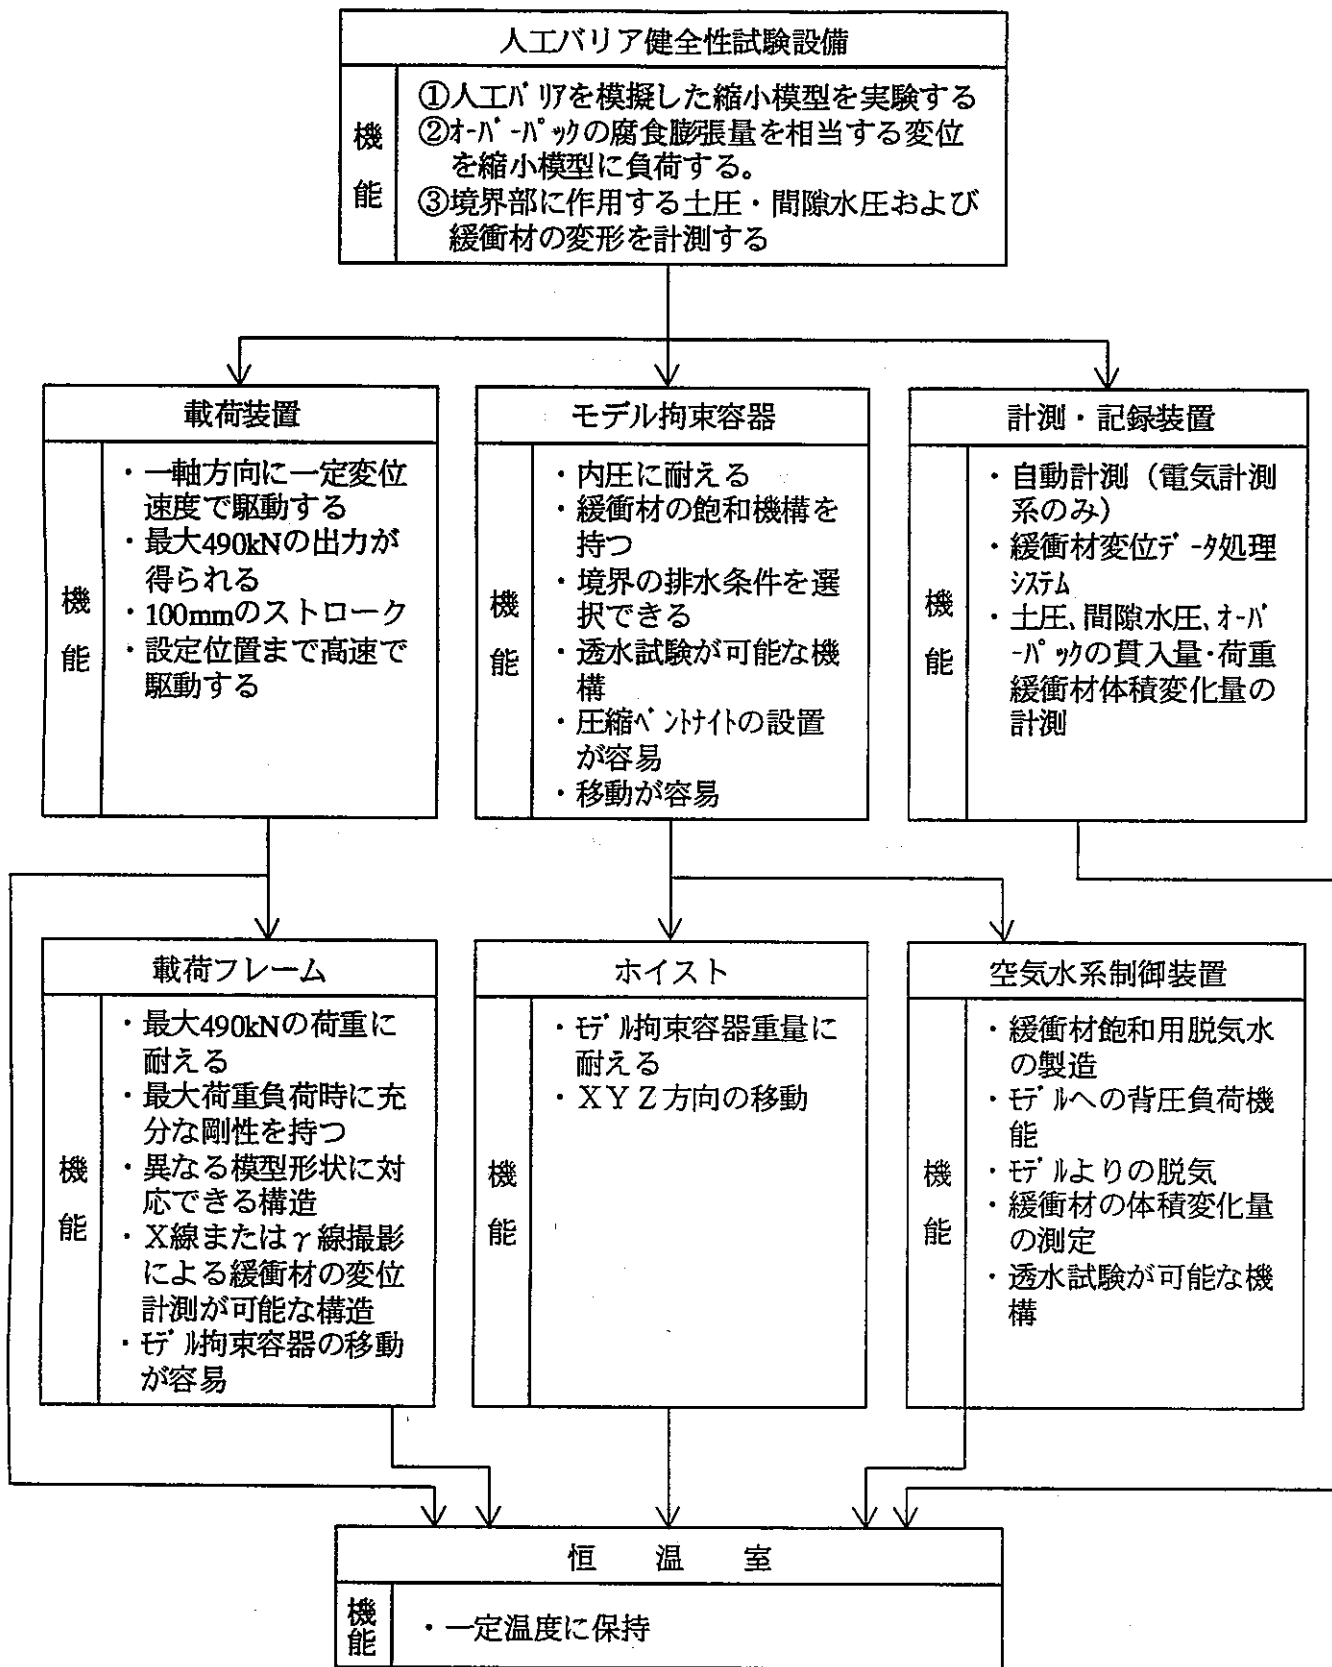 人工バリア健全性試験設備
機能
①人工バリアを模擬した縮小模型を実験する
②オーバーパックの腐食膨張量を相当する変位
を縮小模型に負荷する。
③境界部に作用する土圧・間隙水圧および
緩衝材の変形を計測する
載荷装置
機能
・一軸方向に一定変位
速度で駆動する
・最大490kNの出力が
得られる
・100mmのストローク
・設定位置まで高速で
駆動する
モデル拘束容器
機能
・内圧に耐える
・緩衝材の飽和機構を
持つ
・境界の排水条件を選
択できる
・透水試験が可能な機
構
・圧縮ベントナイトの設置
が容易
・移動が容易
計測・記録装置
機能
・自動計測（電気計測
系のみ）
・緩衝材変位データ処理
システム
・土圧、間隙水圧、オーバ
ーパックの貫入量・荷重
緩衝材体積変化量の
計測
載荷フレーム
機能
・最大490kNの荷重に
耐える
・最大荷重負荷時に充
分な剛性を持つ
・異なる模型形状に対
応できる構造
・X線またはγ線撮影
による緩衝材の変位
計測が可能な構造
・モデル拘束容器の移動
が容易
ホイスト
機能
・モデル拘束容器重量に
耐える
・ＸＹＺ方向の移動
空気水系制御装置
機能
・緩衝材飽和用脱気水
の製造
・モデルへの背圧負荷機
能
・モデルよりの脱気
・緩衝材の体積変化量
の測定
・透水試験が可能な機
構
恒　温　室
機能
・一定温度に保持